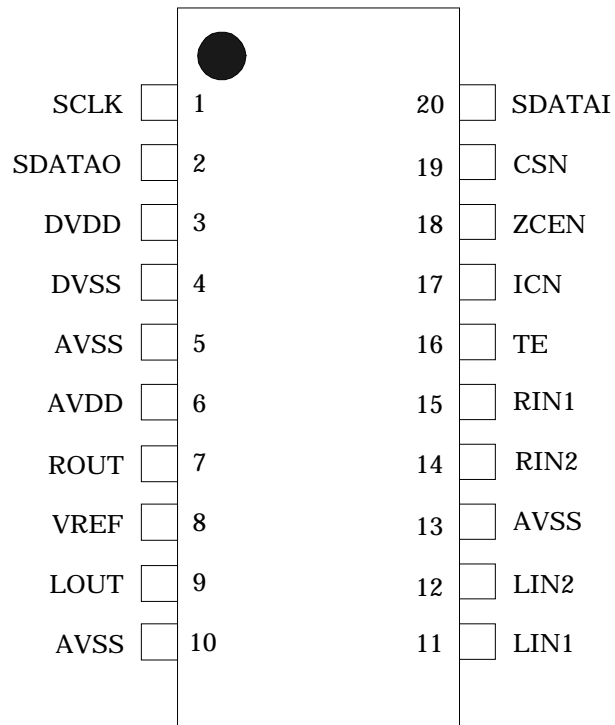 SCLK 1 20 SDATAI
SDATAO 2 19 CSN
DVDD 3 18 ZCEN
DVSS 4 17 ICN
AVSS 5 16 TE
AVDD 6 15 RIN1
ROUT 7 14 RIN2
VREF 8 13 AVSS
LOUT 9 12 LIN2
AVSS 10 11 LIN1